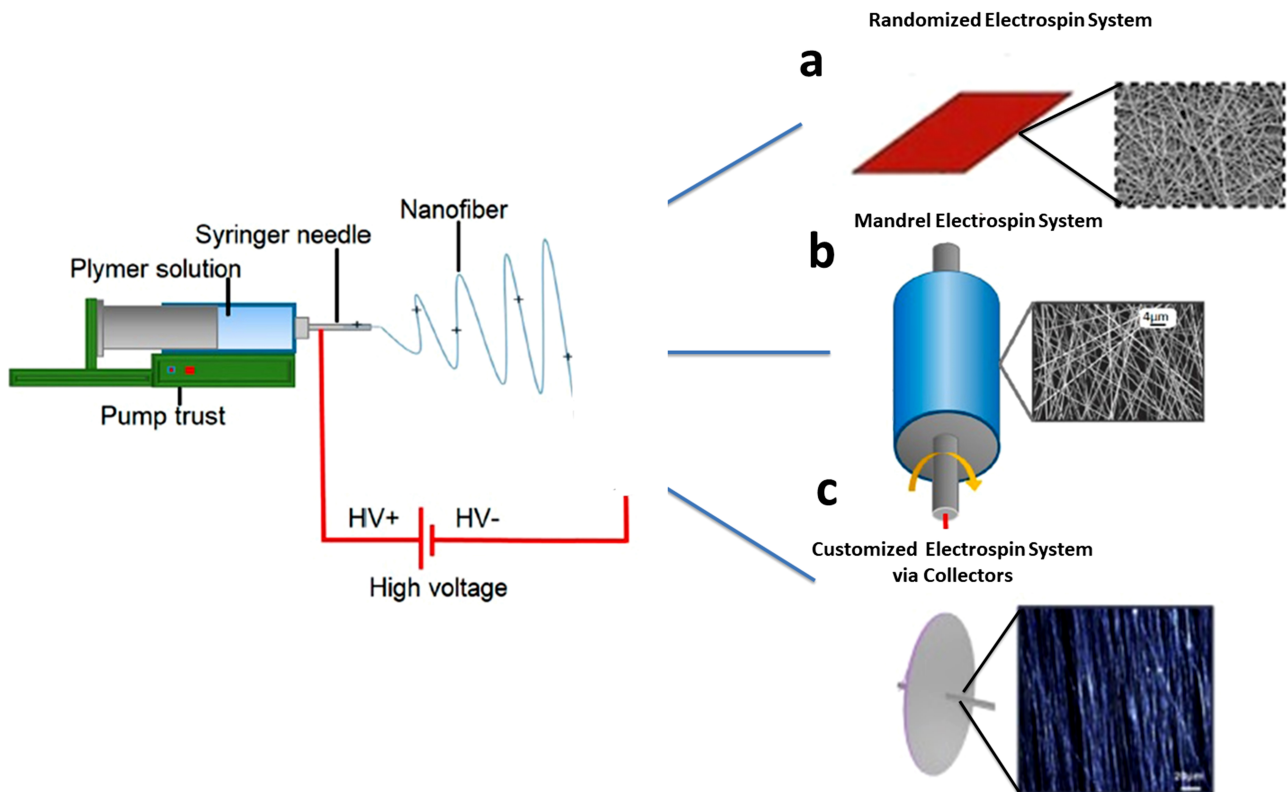 Randomized Electrospin System
a
Nanofiber
Syringer needle
Plymer solution
Pump trust
HV+
HV-
High voltage
Mandrel Electrospin System
b
4μm
c
Customized Electrospin System
via Collectors
20μm